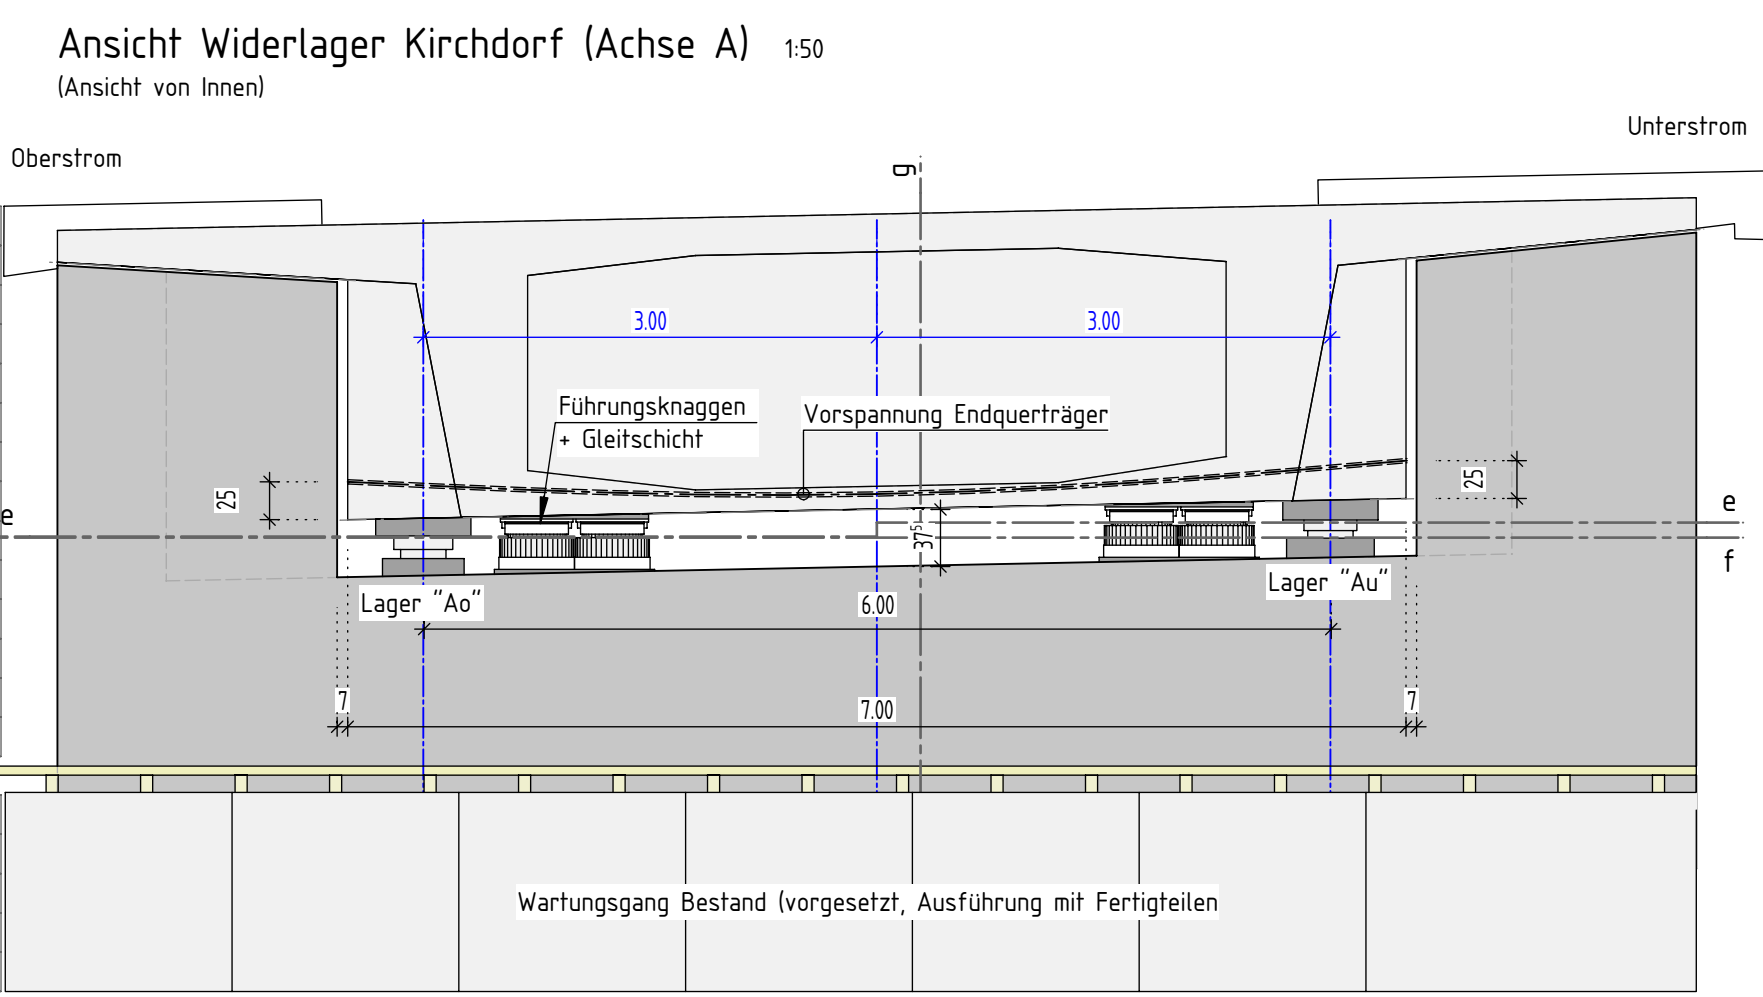 Ansicht Widerlager Kirchdorf (Achse A) 1:50
(Ansicht von Innen)
Unterstrom
Oberstrom
g
3.00
3.00
Führungsknaggen
+ Gleitschicht
Vorspannung Endquerträger
25
25
e
e
37⁵
f
Lager "Ao"
6.00
Lager "Au"
7
7.00
7
Wartungsgang Bestand (vorgesetzt, Ausführung mit Fertigteilen